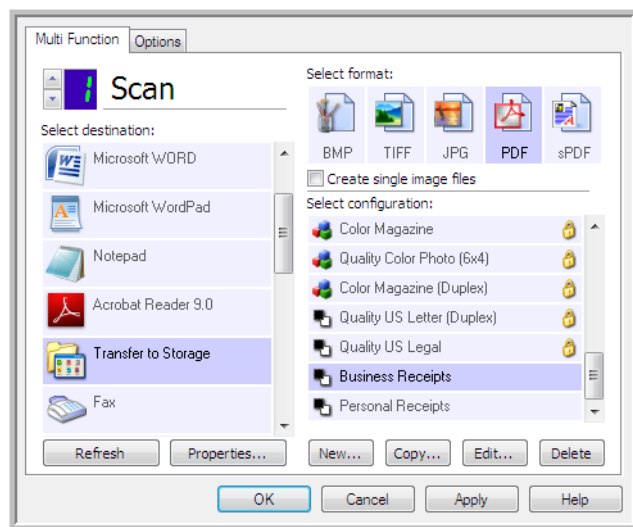 Multi Function
Options
1
Scan
Select destination:
Microsoft WORD
Microsoft WordPad
Notepad
Acrobat Reader 9.0
Transfer to Storage
Fax
Refresh
Properties...
Select format:
BMP TIFF JPG PDF sPDF
Create single image files
Select configuration:
Color Magazine
Quality Color Photo (6x4)
Color Magazine (Duplex)
Quality US Letter (Duplex)
Quality US Legal
Business Receipts
Personal Receipts
New... Copy... Edit... Delete
OK Cancel Apply Help